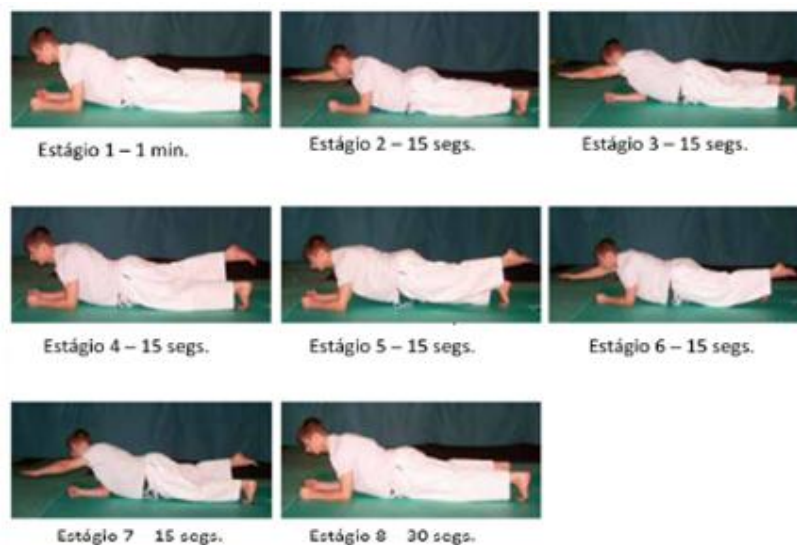 Estágio 1 – 1 min.
Estágio 2 – 15 segs.
Estágio 3 – 15 segs.
Estágio 4 – 15 segs.
Estágio 5 – 15 segs.
Estágio 6 – 15 segs.
Estágio 7 15 segs.
Estágio 8 30 segs.